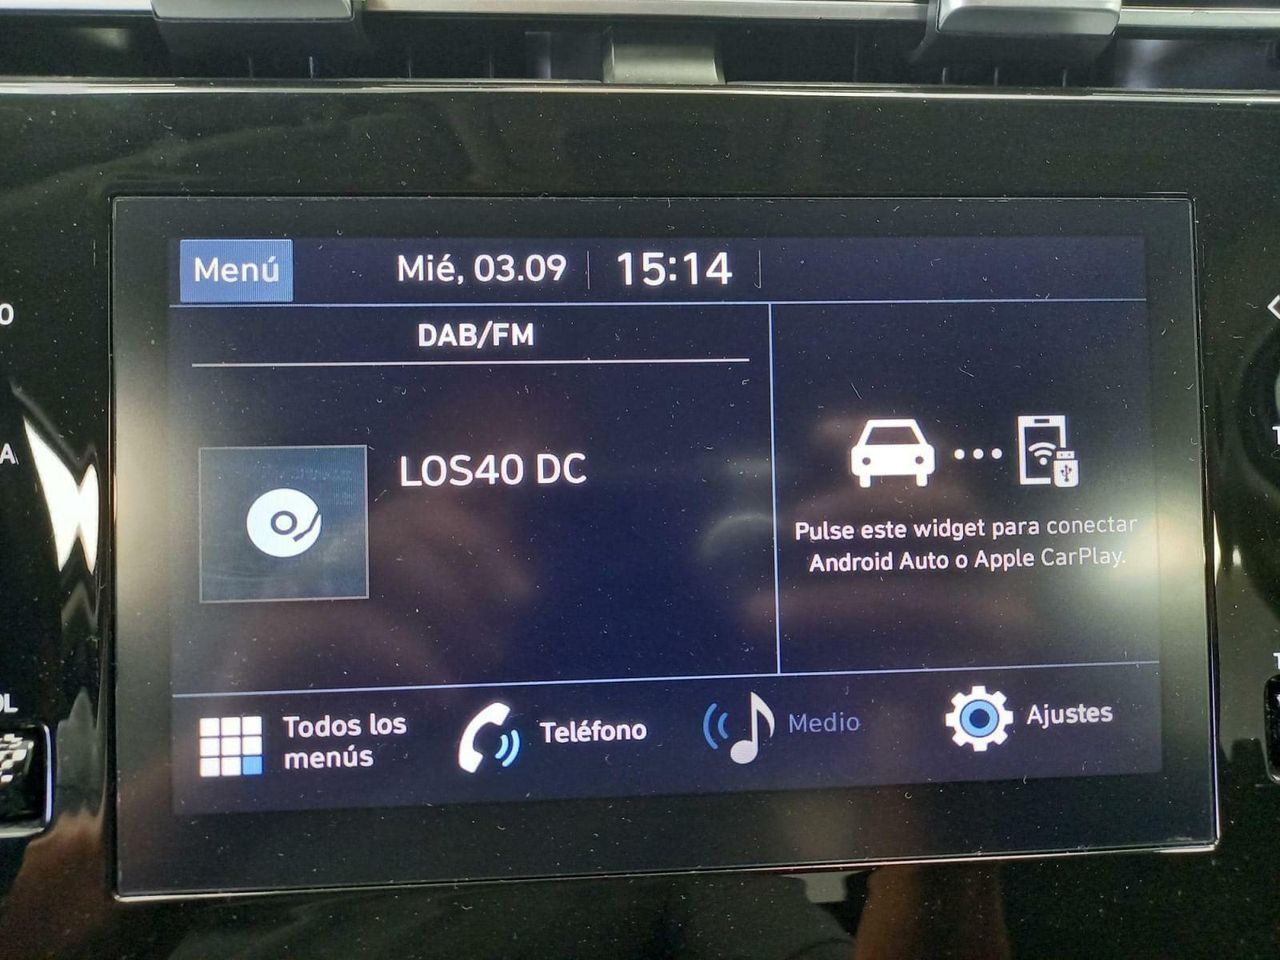 Menú
Mié, 03.09
15:14
DAB/FM
LOS40 DC
Pulse este widget para conectar
Android Auto o Apple CarPlay.
Todos los
menús
Teléfono
Medio
Ajustes